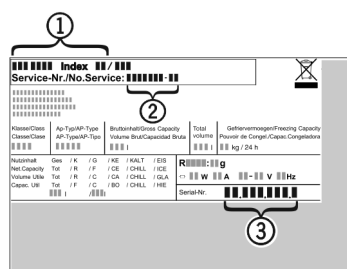 1
Index /
Service-Nr./No.Service: -
2
Klasse/Class Ap-Typ/AP-Type Bruttoinhalt/Gross Capacity Total Gefriervermoegen/Freezing Capacity
Classe/Clase AP-Type/AP-Tipo Volume Brut/Capacidad Bruta volume Pouvoir de Congel./Capac.Congeladora
l l kg / 24 h
Nutzinhalt Ges / K / G / KE / KALT / EIS
Net Capacity Tot / R / F / CE / CHILL / ICE
Volume Utile Tot / R / C / CA / CHILL / GLA
Capac. Util Tot / F / C / BO / CHILL / HIE
l / l
R : g
W A - V Hz
Serial-Nr. . . .
3